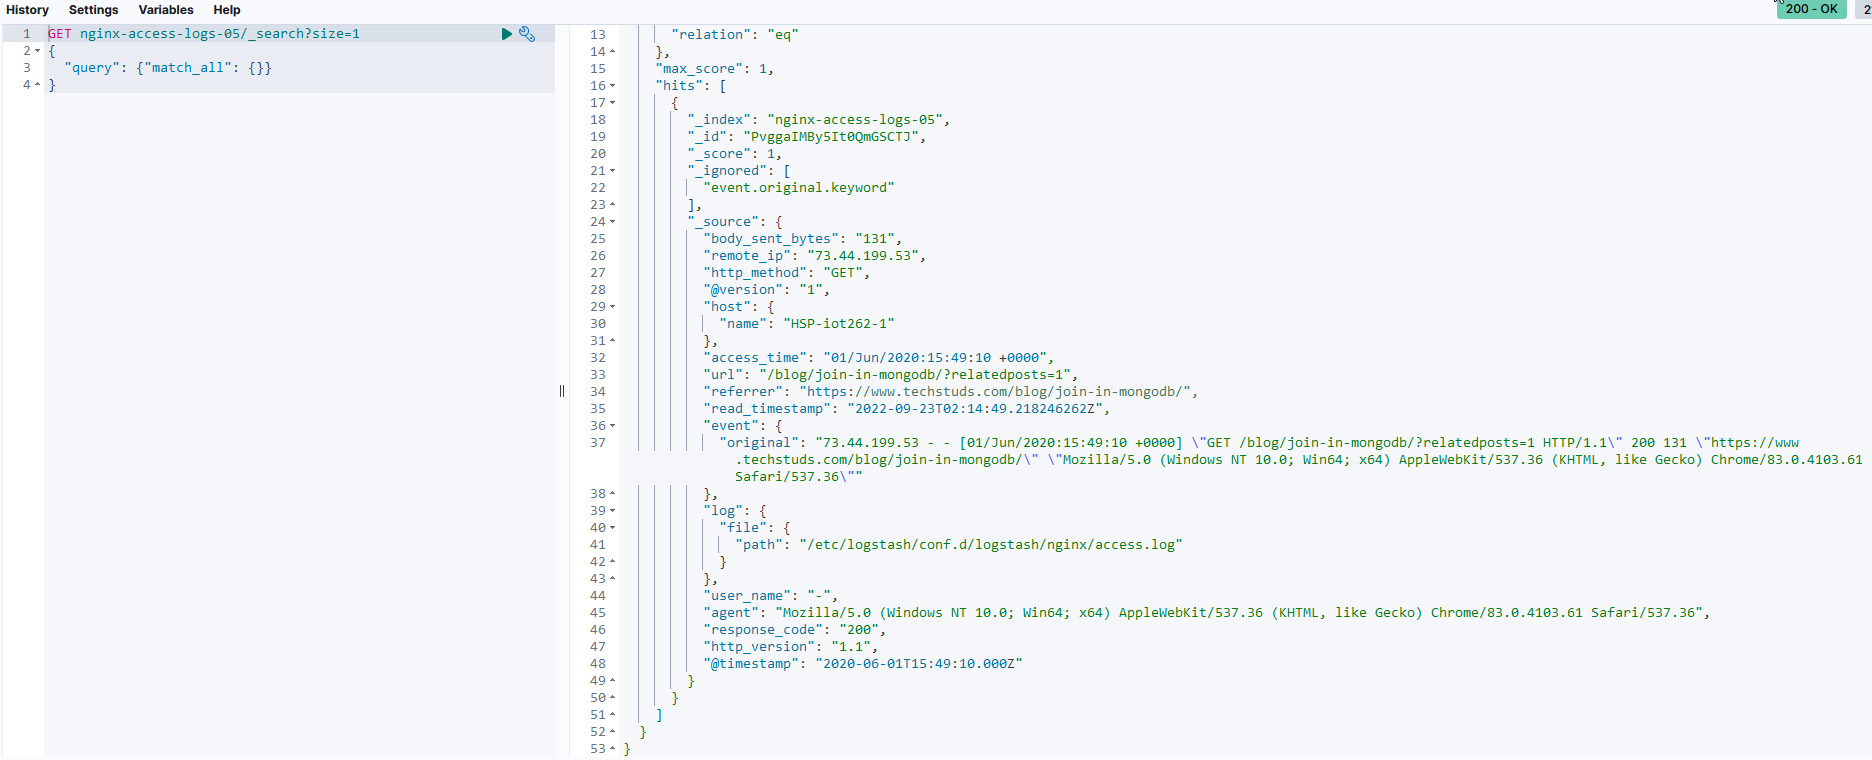 History Settings Variables Help
200 - OK
1 GET nginx-access-logs-05/_search?size=1
2 {
3 "query": {"match_all": {}}
4 }
13 "relation": "eq"
14 },
15 "max_score": 1,
16 "hits": [
17 {
18 "_index": "nginx-access-logs-05",
19 "_id": "PvggaIMBy5It0QmGSCTJ",
20 "_score": 1,
21 "_ignored": [
22 "event.original.keyword"
23 ],
24 "_source": {
25 "body_sent_bytes": "131",
26 "remote_ip": "73.44.199.53",
27 "http_method": "GET",
28 "@version": "1",
29 "host": {
30 "name": "HSP-iot262-1"
31 },
32 "access_time": "01/Jun/2020:15:49:10 +0000",
33 "url": "/blog/join-in-mongodb/?relatedposts=1",
34 "referrer": "https://www.techstuds.com/blog/join-in-mongodb/",
35 "read_timestamp": "2022-09-23T02:14:49.218246262Z",
36 "event": {
37 "original": "73.44.199.53 - - [01/Jun/2020:15:49:10 +0000] \"GET /blog/join-in-mongodb/?relatedposts=1 HTTP/1.1\" 200 131 \"https://www
.techstuds.com/blog/join-in-mongodb/\" \"Mozilla/5.0 (Windows NT 10.0; Win64; x64) AppleWebKit/537.36 (KHTML, like Gecko) Chrome/83.0.4103.61
Safari/537.36\""
38 },
39 "log": {
40 "file": {
41 "path": "/etc/logstash/conf.d/logstash/nginx/access.log"
42 }
43 },
44 "user_name": "-",
45 "agent": "Mozilla/5.0 (Windows NT 10.0; Win64; x64) AppleWebKit/537.36 (KHTML, like Gecko) Chrome/83.0.4103.61 Safari/537.36",
46 "response_code": "200",
47 "http_version": "1.1",
48 "@timestamp": "2020-06-01T15:49:10.000Z"
49 }
50 }
51 ]
52 }
53 }